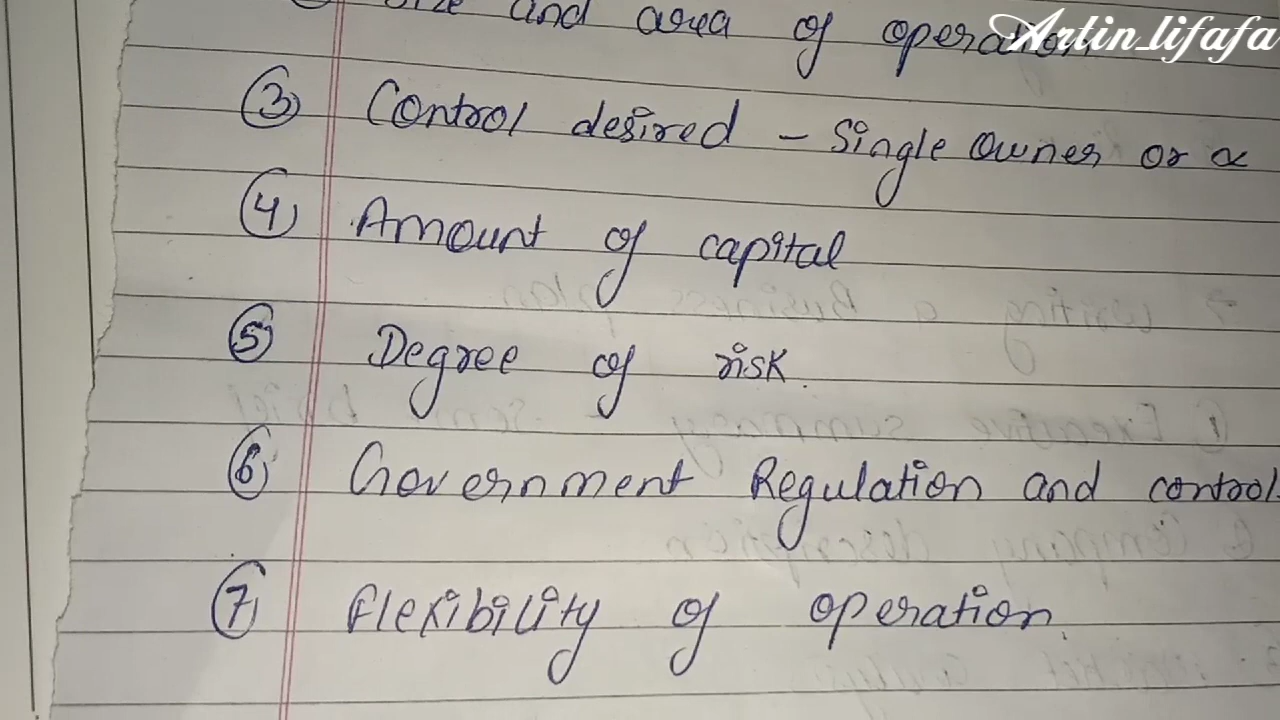 and area of operation
Artin_lifafa
③ Control desired - Single Owner or
④ Amount of capital
⑤ Degree of risk.
⑥ Government Regulation and control
⑦ Flexibility of operation